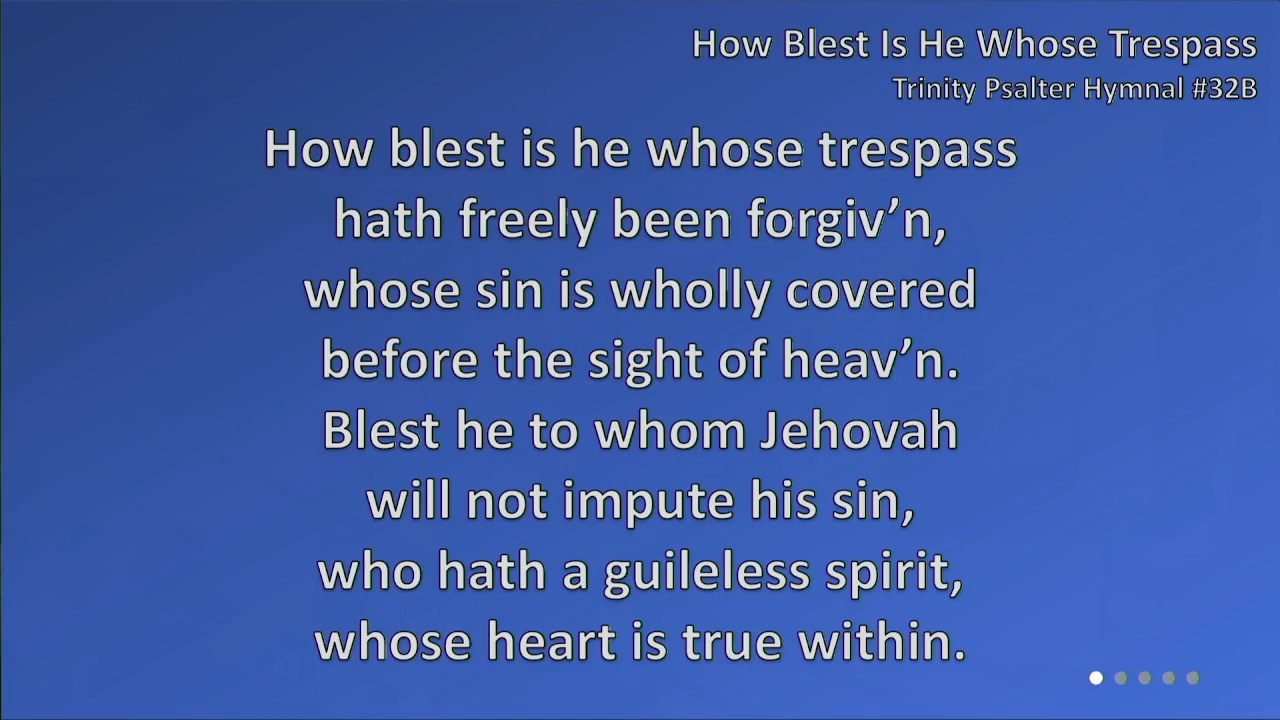 How Blest Is He Whose Trespass
Trinity Psalter Hymnal #32B
How blest is he whose trespass
hath freely been forgiv’n,
whose sin is wholly covered
before the sight of heav’n.
Blest he to whom Jehovah
will not impute his sin,
who hath a guileless spirit,
whose heart is true within.